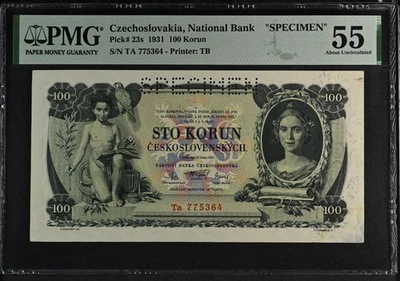 PMG
PAPER MONEY GUARANTY
Czechoslovakia, National Bank "SPECIMEN"
Pick# 23s 1931 100 Korun
S/N TA 775364 - Printer: TB
55
About Uncirculated
SPECIMEN
100
100
STO KORUN
ČESKOSLOVENSKÝCH.
NÁRODNÍ BANKA ČESKOSLOVENSKÁ
100
Ta 775364
100